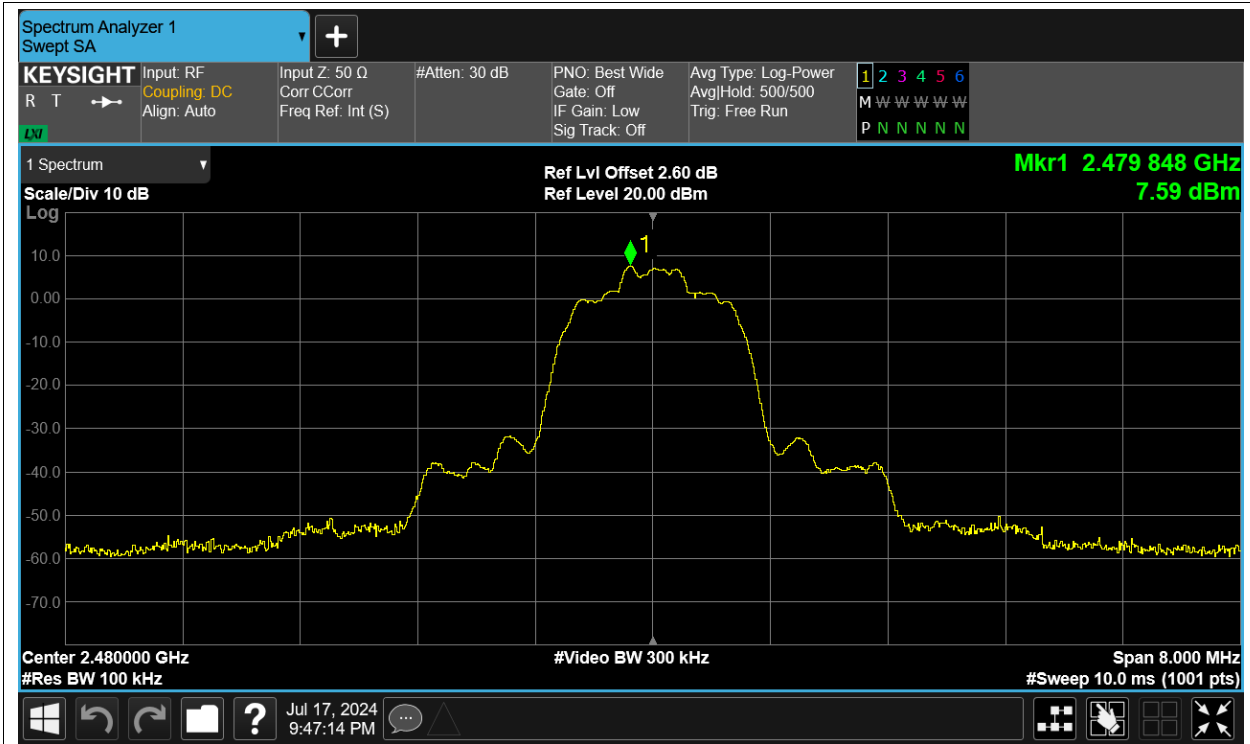 Spectrum Analyzer 1
Swept SA
KEYSIGHT
R T
LXI
Input: RF
Coupling: DC
Align: Auto
Input Z: 50 Ω
Corr CCorr
Freq Ref: Int (S)
#Atten: 30 dB
PNO: Best Wide
Gate: Off
IF Gain: Low
Sig Track: Off
Avg Type: Log-Power
Avg|Hold: 500/500
Trig: Free Run
1 2 3 4 5 6
M W W W W W
P N N N N N
1 Spectrum
Scale/Div 10 dB
Log
Ref Lvl Offset 2.60 dB
Ref Level 20.00 dBm
Mkr1 2.479 848 GHz
7.59 dBm
1
10.0
0.00
-10.0
-20.0
-30.0
-40.0
-50.0
-60.0
-70.0
Center 2.480000 GHz
#Res BW 100 kHz
#Video BW 300 kHz
Span 8.000 MHz
#Sweep 10.0 ms (1001 pts)
?
Jul 17, 2024
9:47:14 PM